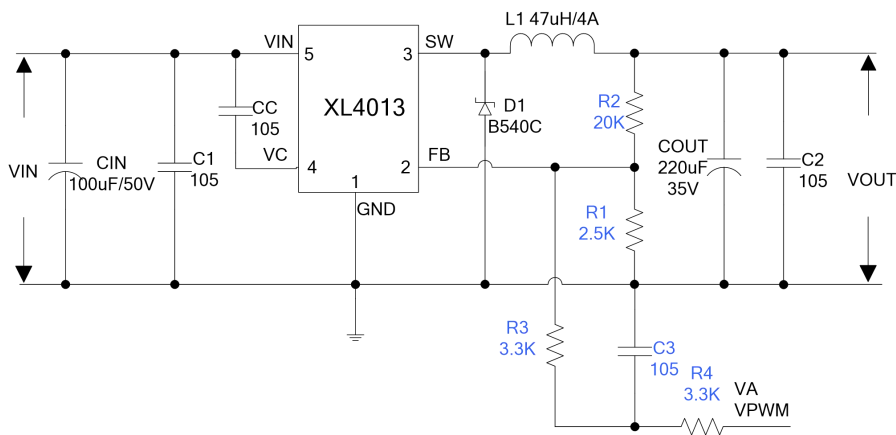 L1 47uH/4A
VIN
5
3
SW
CC
105
XL4013
D1
B540C
R2
20K
VIN
CIN
100uF/50V
C1
105
VC
4
2
FB
COUT
220uF
35V
C2
105
VOUT
1
GND
R1
2.5K
R3
3.3K
C3
105
R4
3.3K
VA
VPWM